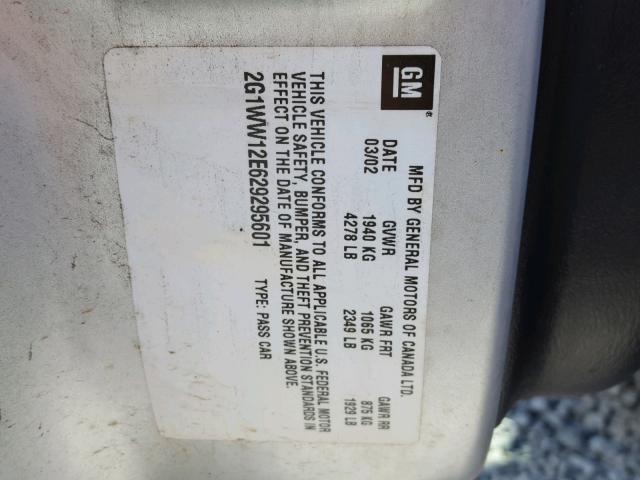 GM
MFD BY GENERAL MOTORS OF CANADA LTD.
DATE GVWR GAWR FRT GAWR RR
03/02 1940 KG 1065 KG 875 KG
4278 LB 2349 LB 1929 LB
THIS VEHICLE CONFORMS TO ALL APPLICABLE U.S. FEDERAL MOTOR
VEHICLE SAFETY, BUMPER, AND THEFT PREVENTION STANDARDS IN
EFFECT ON THE DATE OF MANUFACTURE SHOWN ABOVE.
2G1WW12E629295601 TYPE: PASS CAR